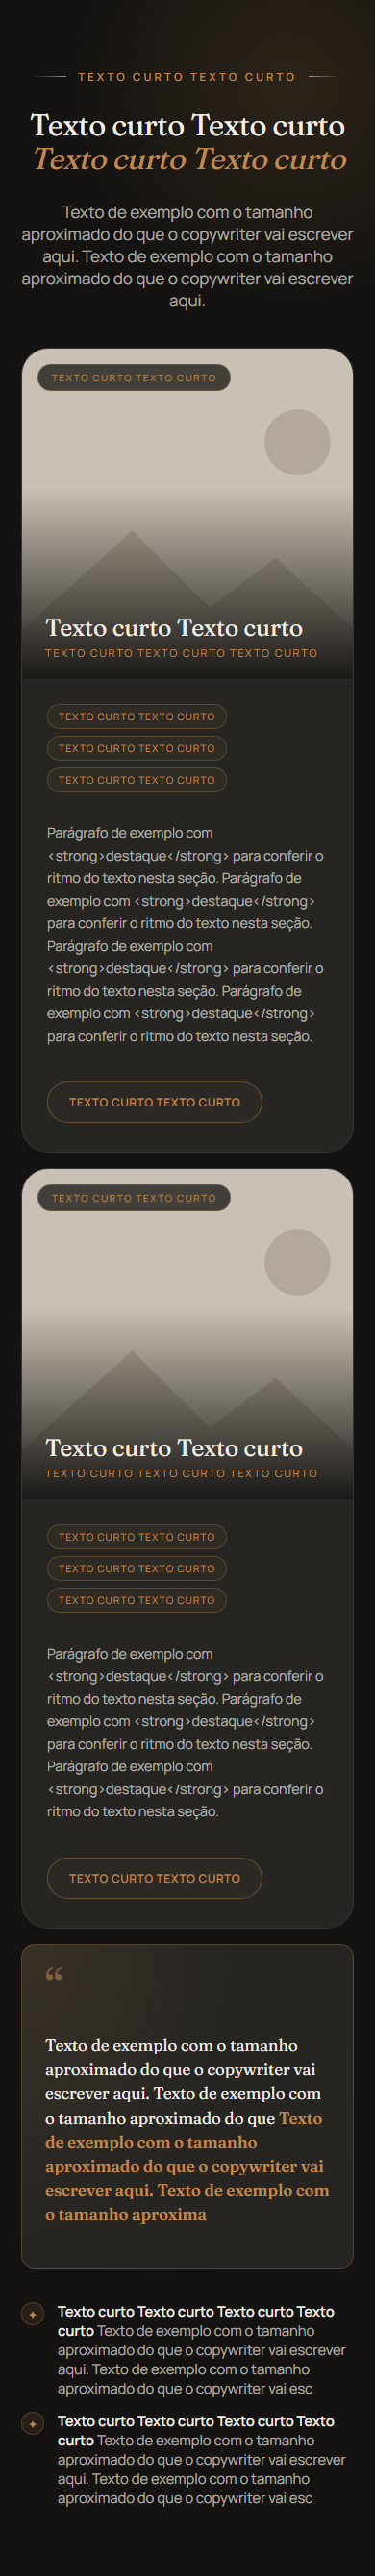 TEXTO CURTO TEXTO CURTO
Texto curto Texto curto
Texto curto Texto curto
Texto de exemplo com o tamanho
aproximado do que o copywriter vai escrever
aqui. Texto de exemplo com o tamanho
aproximado do que o copywriter vai escrever
aqui.
TEXTO CURTO TEXTO CURTO
Texto curto Texto curto
TEXTO CURTO TEXTO CURTO TEXTO CURTO
TEXTO CURTO TEXTO CURTO
TEXTO CURTO TEXTO CURTO
TEXTO CURTO TEXTO CURTO
Parágrafo de exemplo com
<strong>destaque</strong> para conferir o
ritmo do texto nesta seção. Parágrafo de
exemplo com <strong>destaque</strong>
para conferir o ritmo do texto nesta seção.
Parágrafo de exemplo com
<strong>destaque</strong> para conferir o
ritmo do texto nesta seção. Parágrafo de
exemplo com <strong>destaque</strong>
para conferir o ritmo do texto nesta seção.
TEXTO CURTO TEXTO CURTO
TEXTO CURTO TEXTO CURTO
Texto curto Texto curto
TEXTO CURTO TEXTO CURTO TEXTO CURTO
TEXTO CURTO TEXTO CURTO
TEXTO CURTO TEXTO CURTO
TEXTO CURTO TEXTO CURTO
Parágrafo de exemplo com
<strong>destaque</strong> para conferir o
ritmo do texto nesta seção. Parágrafo de
exemplo com <strong>destaque</strong>
para conferir o ritmo do texto nesta seção.
Parágrafo de exemplo com
<strong>destaque</strong> para conferir o
ritmo do texto nesta seção.
TEXTO CURTO TEXTO CURTO
“
Texto de exemplo com o tamanho
aproximado do que o copywriter vai
escrever aqui. Texto de exemplo com
o tamanho aproximado do que Texto
de exemplo com o tamanho
aproximado do que o copywriter vai
escrever aqui. Texto de exemplo com
o tamanho aproxima
Texto curto Texto curto Texto curto Texto
curto Texto de exemplo com o tamanho
aproximado do que o copywriter vai escrever
aqui. Texto de exemplo com o tamanho
aproximado do que o copywriter vai esc
Texto curto Texto curto Texto curto Texto
curto Texto de exemplo com o tamanho
aproximado do que o copywriter vai escrever
aqui. Texto de exemplo com o tamanho
aproximado do que o copywriter vai esc